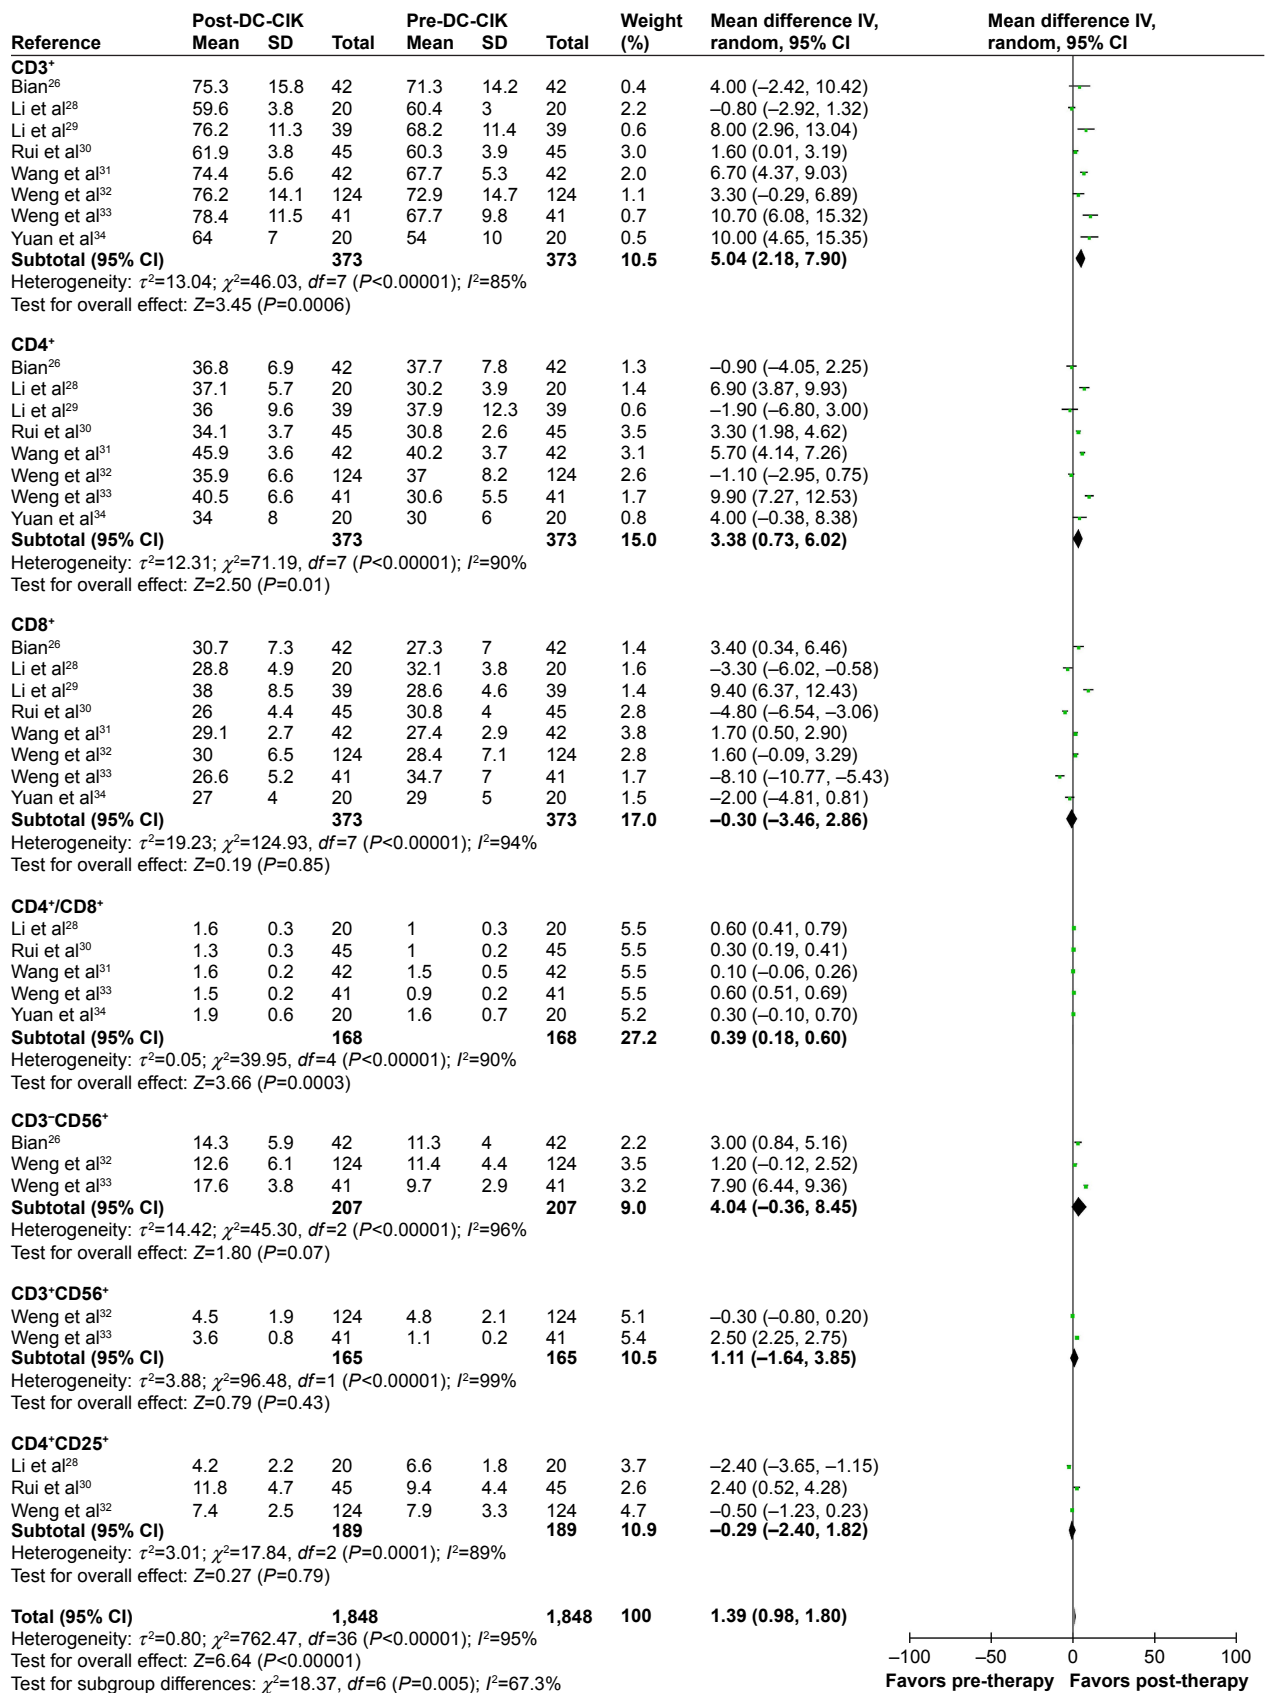 Post-DC-CIK Pre-DC-CIK Weight Mean difference IV, Mean difference IV,
Reference Mean SD Total Mean SD Total (%) random, 95% CI random, 95% CI
CD3⁺
Bian²⁶ 75.3 15.8 42 71.3 14.2 42 0.4 4.00 (–2.42, 10.42)
Li et al²⁸ 59.6 3.8 20 60.4 3 20 2.2 –0.80 (–2.92, 1.32)
Li et al²⁹ 76.2 11.3 39 68.2 11.4 39 0.6 8.00 (2.96, 13.04)
Rui et al³⁰ 61.9 3.8 45 60.3 3.9 45 3.0 1.60 (0.01, 3.19)
Wang et al³¹ 74.4 5.6 42 67.7 5.3 42 2.0 6.70 (4.37, 9.03)
Weng et al³² 76.2 14.1 124 72.9 14.7 124 1.1 3.30 (–0.29, 6.89)
Weng et al³³ 78.4 11.5 41 67.7 9.8 41 0.7 10.70 (6.08, 15.32)
Yuan et al³⁴ 64 7 20 54 10 20 0.5 10.00 (4.65, 15.35)
Subtotal (95% CI) 373 373 10.5 5.04 (2.18, 7.90)
Heterogeneity: τ²=13.04; χ²=46.03, df=7 (P<0.00001); I²=85%
Test for overall effect: Z=3.45 (P=0.0006)
CD4⁺
Bian²⁶ 36.8 6.9 42 37.7 7.8 42 1.3 –0.90 (–4.05, 2.25)
Li et al²⁸ 37.1 5.7 20 30.2 3.9 20 1.4 6.90 (3.87, 9.93)
Li et al²⁹ 36 9.6 39 37.9 12.3 39 0.6 –1.90 (–6.80, 3.00)
Rui et al³⁰ 34.1 3.7 45 30.8 2.6 45 3.5 3.30 (1.98, 4.62)
Wang et al³¹ 45.9 3.6 42 40.2 3.7 42 3.1 5.70 (4.14, 7.26)
Weng et al³² 35.9 6.6 124 37 8.2 124 2.6 –1.10 (–2.95, 0.75)
Weng et al³³ 40.5 6.6 41 30.6 5.5 41 1.7 9.90 (7.27, 12.53)
Yuan et al³⁴ 34 8 20 30 6 20 0.8 4.00 (–0.38, 8.38)
Subtotal (95% CI) 373 373 15.0 3.38 (0.73, 6.02)
Heterogeneity: τ²=12.31; χ²=71.19, df=7 (P<0.00001); I²=90%
Test for overall effect: Z=2.50 (P=0.01)
CD8⁺
Bian²⁶ 30.7 7.3 42 27.3 7 42 1.4 3.40 (0.34, 6.46)
Li et al²⁸ 28.8 4.9 20 32.1 3.8 20 1.6 –3.30 (–6.02, –0.58)
Li et al²⁹ 38 8.5 39 28.6 4.6 39 1.4 9.40 (6.37, 12.43)
Rui et al³⁰ 26 4.4 45 30.8 4 45 2.8 –4.80 (–6.54, –3.06)
Wang et al³¹ 29.1 2.7 42 27.4 2.9 42 3.8 1.70 (0.50, 2.90)
Weng et al³² 30 6.5 124 28.4 7.1 124 2.8 1.60 (–0.09, 3.29)
Weng et al³³ 26.6 5.2 41 34.7 7 41 1.7 –8.10 (–10.77, –5.43)
Yuan et al³⁴ 27 4 20 29 5 20 1.5 –2.00 (–4.81, 0.81)
Subtotal (95% CI) 373 373 17.0 –0.30 (–3.46, 2.86)
Heterogeneity: τ²=19.23; χ²=124.93, df=7 (P<0.00001); I²=94%
Test for overall effect: Z=0.19 (P=0.85)
CD4⁺/CD8⁺
Li et al²⁸ 1.6 0.3 20 1 0.3 20 5.5 0.60 (0.41, 0.79)
Rui et al³⁰ 1.3 0.3 45 1 0.2 45 5.5 0.30 (0.19, 0.41)
Wang et al³¹ 1.6 0.2 42 1.5 0.5 42 5.5 0.10 (–0.06, 0.26)
Weng et al³³ 1.5 0.2 41 0.9 0.2 41 5.5 0.60 (0.51, 0.69)
Yuan et al³⁴ 1.9 0.6 20 1.6 0.7 20 5.2 0.30 (–0.10, 0.70)
Subtotal (95% CI) 168 168 27.2 0.39 (0.18, 0.60)
Heterogeneity: τ²=0.05; χ²=39.95, df=4 (P<0.00001); I²=90%
Test for overall effect: Z=3.66 (P=0.0003)
CD3⁻CD56⁺
Bian²⁶ 14.3 5.9 42 11.3 4 42 2.2 3.00 (0.84, 5.16)
Weng et al³² 12.6 6.1 124 11.4 4.4 124 3.5 1.20 (–0.12, 2.52)
Weng et al³³ 17.6 3.8 41 9.7 2.9 41 3.2 7.90 (6.44, 9.36)
Subtotal (95% CI) 207 207 9.0 4.04 (–0.36, 8.45)
Heterogeneity: τ²=14.42; χ²=45.30, df=2 (P<0.00001); I²=96%
Test for overall effect: Z=1.80 (P=0.07)
CD3⁺CD56⁺
Weng et al³² 4.5 1.9 124 4.8 2.1 124 5.1 –0.30 (–0.80, 0.20)
Weng et al³³ 3.6 0.8 41 1.1 0.2 41 5.4 2.50 (2.25, 2.75)
Subtotal (95% CI) 165 165 10.5 1.11 (–1.64, 3.85)
Heterogeneity: τ²=3.88; χ²=96.48, df=1 (P<0.00001); I²=99%
Test for overall effect: Z=0.79 (P=0.43)
CD4⁺CD25⁺
Li et al²⁸ 4.2 2.2 20 6.6 1.8 20 3.7 –2.40 (–3.65, –1.15)
Rui et al³⁰ 11.8 4.7 45 9.4 4.4 45 2.6 2.40 (0.52, 4.28)
Weng et al³² 7.4 2.5 124 7.9 3.3 124 4.7 –0.50 (–1.23, 0.23)
Subtotal (95% CI) 189 189 10.9 –0.29 (–2.40, 1.82)
Heterogeneity: τ²=3.01; χ²=17.84, df=2 (P=0.0001); I²=89%
Test for overall effect: Z=0.27 (P=0.79)
Total (95% CI) 1,848 1,848 100 1.39 (0.98, 1.80)
Heterogeneity: τ²=0.80; χ²=762.47, df=36 (P<0.00001); I²=95%
Test for overall effect: Z=6.64 (P<0.00001)
Test for subgroup differences: χ²=18.37, df=6 (P=0.005); I²=67.3%
–100 –50 0 50 100
Favors pre-therapy Favors post-therapy